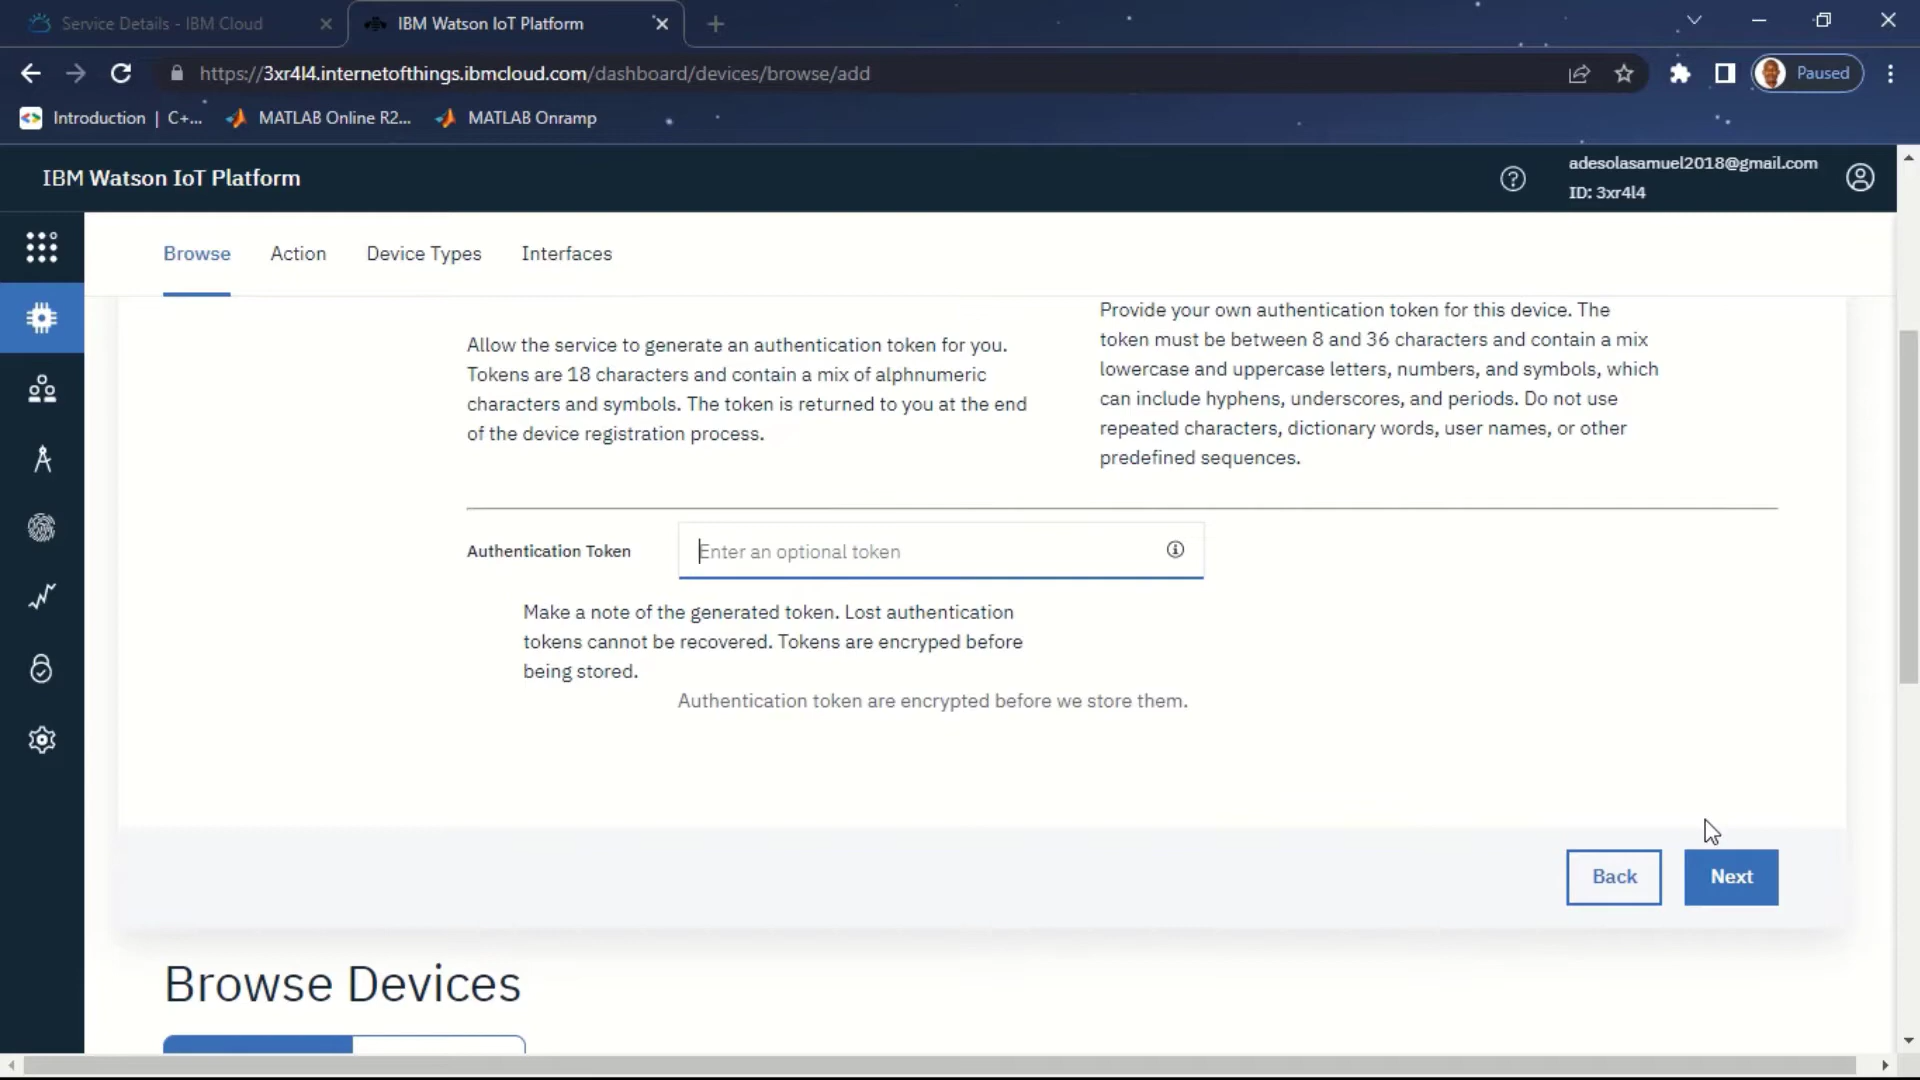 Service Details - IBM Cloud
IBM Watson IoT Platform
https://3xr4l4.internetofthings.ibmcloud.com/dashboard/devices/browse/add
Paused
Introduction | C+...
MATLAB Online R2...
MATLAB Onramp
IBM Watson IoT Platform
adesolasamuel2018@gmail.com
ID: 3xr4l4
Browse
Action
Device Types
Interfaces
Allow the service to generate an authentication token for you.
Tokens are 18 characters and contain a mix of alphnumeric
characters and symbols. The token is returned to you at the end
of the device registration process.
Provide your own authentication token for this device. The
token must be between 8 and 36 characters and contain a mix
lowercase and uppercase letters, numbers, and symbols, which
can include hyphens, underscores, and periods. Do not use
repeated characters, dictionary words, user names, or other
predefined sequences.
Authentication Token
Enter an optional token
Make a note of the generated token. Lost authentication
tokens cannot be recovered. Tokens are encryped before
being stored.
Authentication token are encrypted before we store them.
Back
Next
Browse Devices